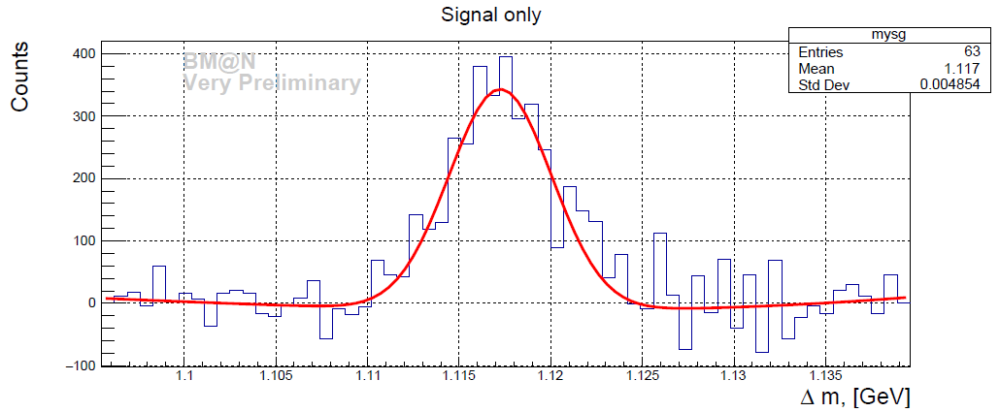 Signal only
mysg
Entries 63
Mean 1.117
Std Dev 0.004854
Counts
BM@N
Very Preliminary
400
300
200
100
0
−100
1.1 1.105 1.11 1.115 1.12 1.125 1.13 1.135
Δ m, [GeV]